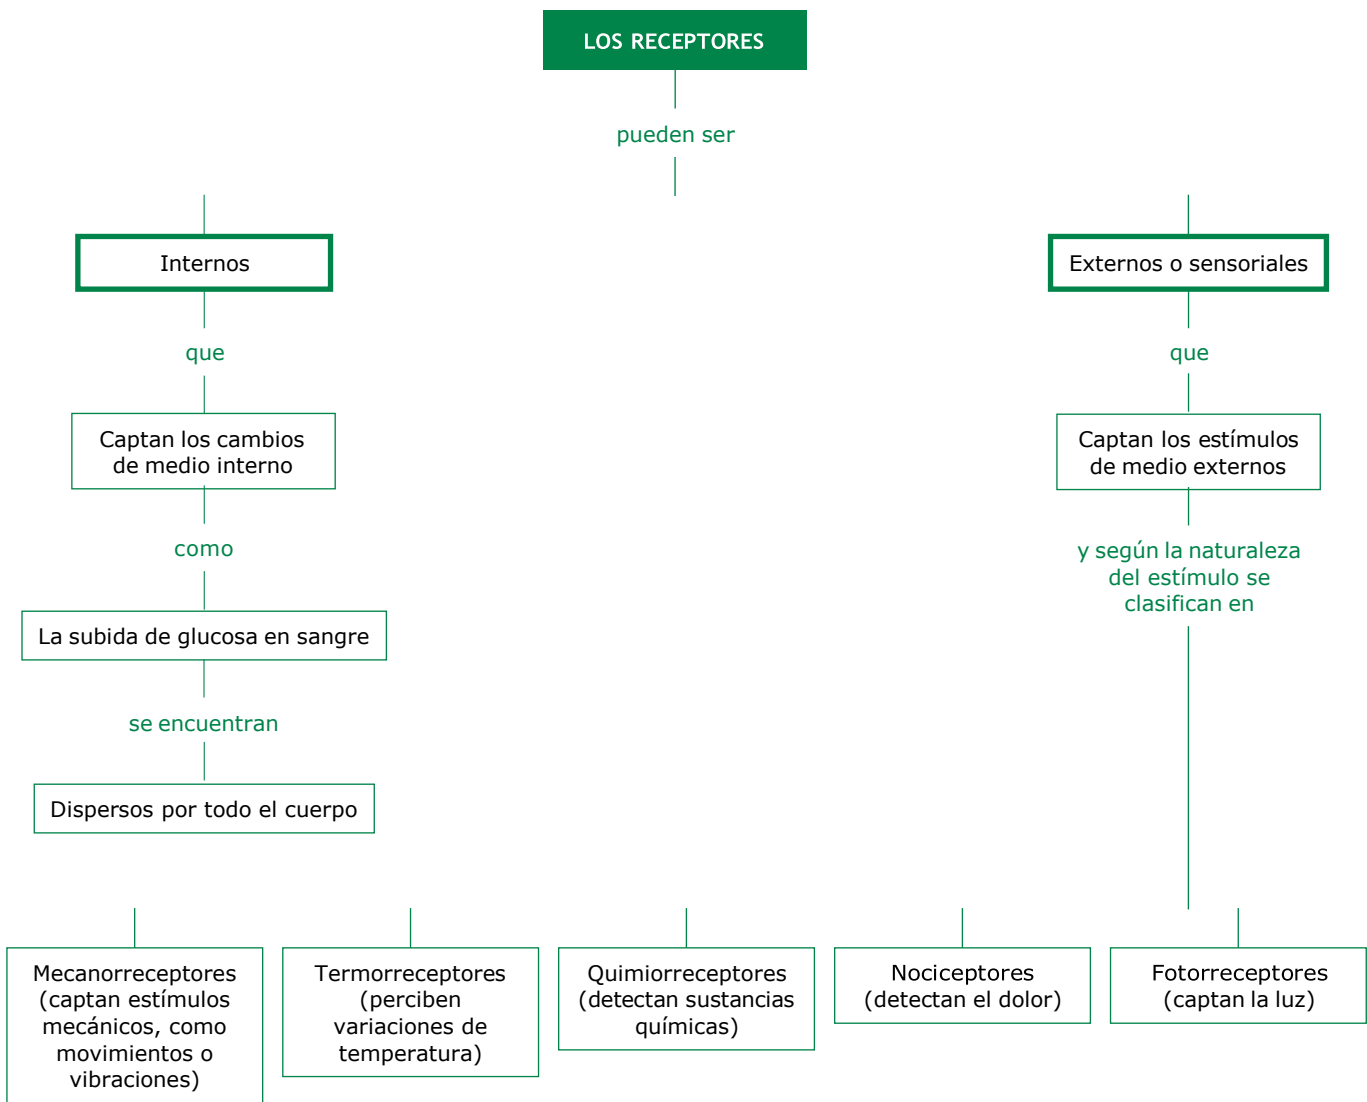 LOS RECEPTORES
pueden ser
Internos
que
Captan los cambios
de medio interno
como
La subida de glucosa en sangre
se encuentran
Dispersos por todo el cuerpo
Externos o sensoriales
que
Captan los estímulos
de medio externos
y según la naturaleza
del estímulo se
clasifican en
Mecanorreceptores
(captan estímulos
mecánicos, como
movimientos o
vibraciones)
Termorreceptores
(perciben
variaciones de
temperatura)
Quimiorreceptores
(detectan sustancias
químicas)
Nociceptores
(detectan el dolor)
Fotorreceptores
(captan la luz)